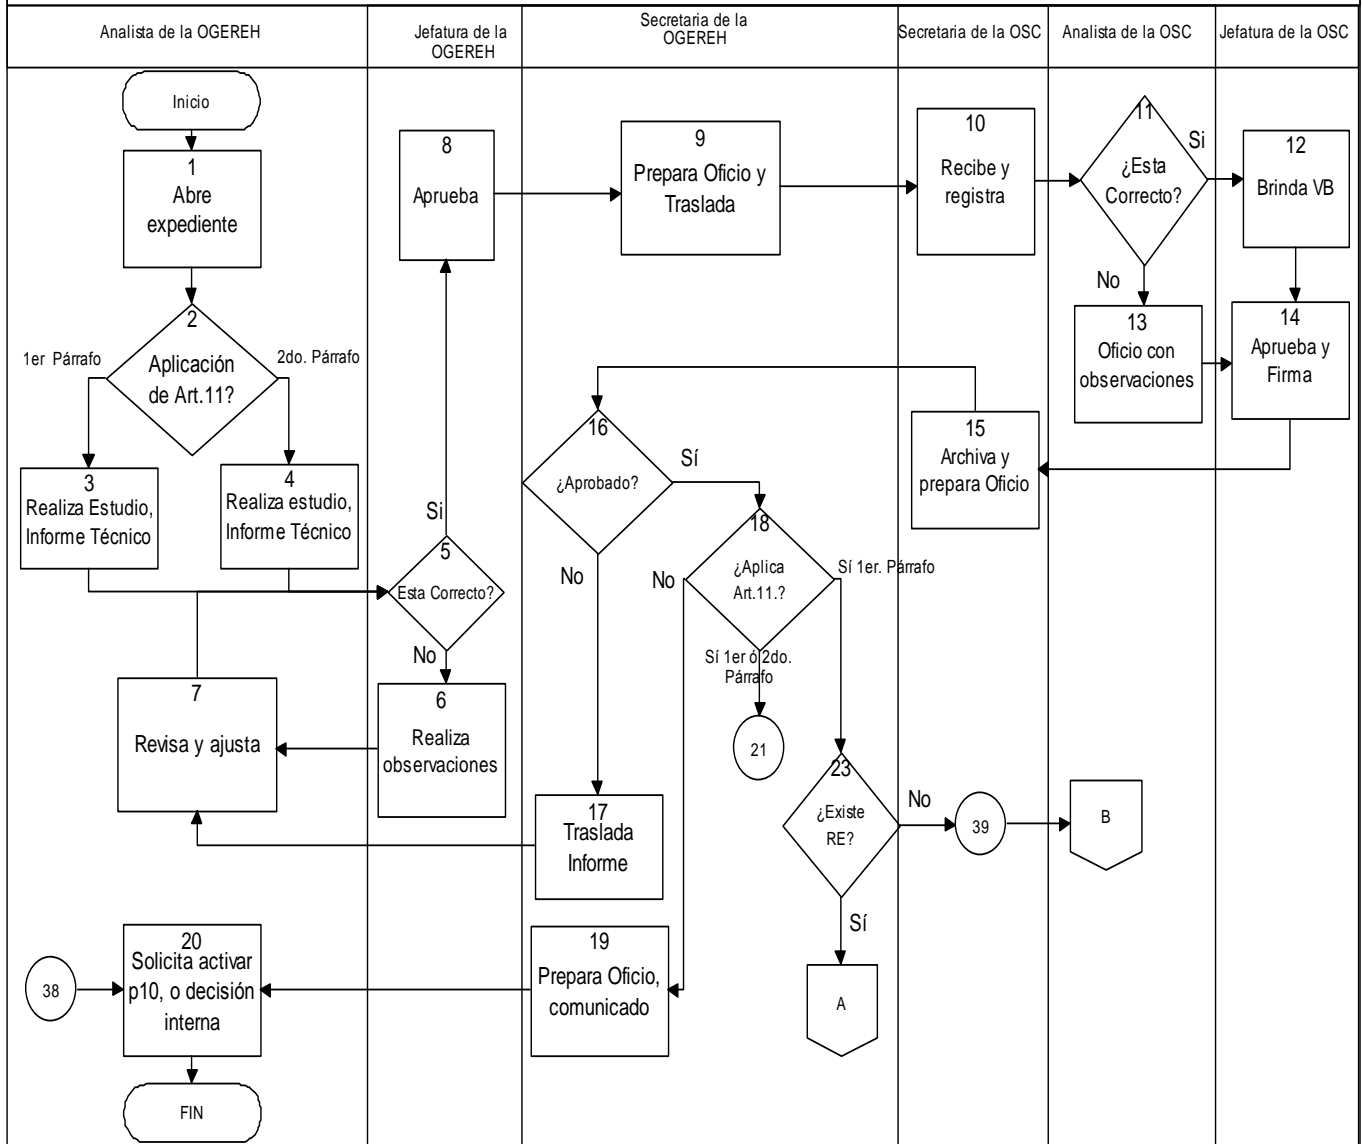 Analista de la OGEREH
Jefatura de la
OGEREH
Secretaria de la
OGEREH
Secretaria de la OSC
Analista de la OSC
Jefatura de la OSC
Inicio
1
Abre
expediente
2
Aplicación
de Art.11?
1er Párrafo
2do. Párrafo
3
Realiza Estudio,
Informe Técnico
4
Realiza estudio,
Informe Técnico
5
Esta Correcto?
Si
No
6
Realiza
observaciones
7
Revisa y ajusta
8
Aprueba
9
Prepara Oficio y
Traslada
10
Recibe y
registra
11
¿Esta
Correcto?
Si
No
12
Brinda VB
13
Oficio con
observaciones
14
Aprueba y
Firma
15
Archiva y
prepara Oficio
16
¿Aprobado?
Sí
No
17
Traslada
Informe
18
¿Aplica
Art.11.?
No
Sí 1er. Párrafo
Sí 1er ó 2do.
Párrafo
21
23
¿Existe
RE?
No
39
B
Sí
A
19
Prepara Oficio,
comunicado
20
Solicita activar
p10, o decisión
interna
38
FIN